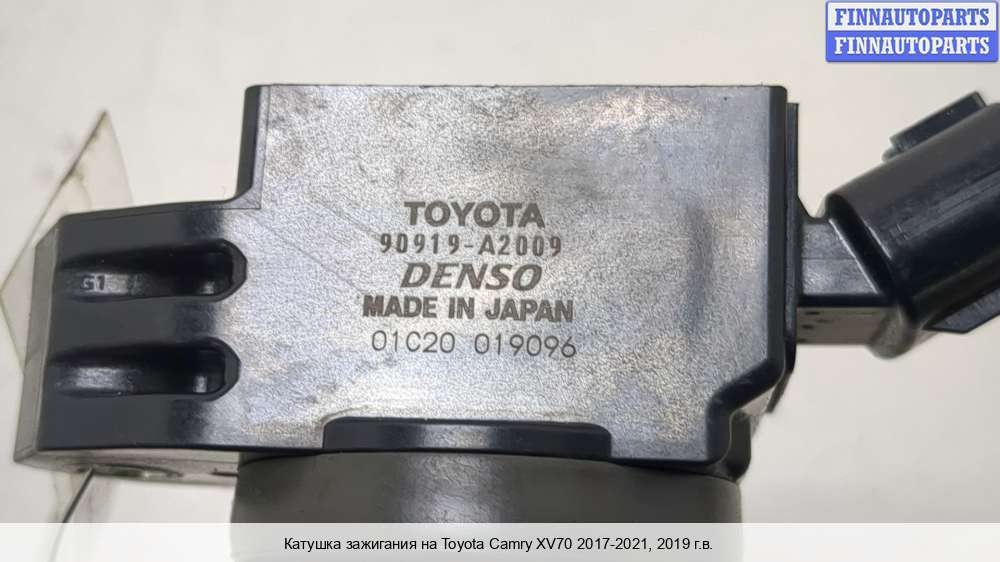 FINNAUTOPARTS
FINNAUTOPARTS
TOYOTA
90919-A2009
G1
DENSO
MADE IN JAPAN
01C20 019096
Катушка зажигания на Toyota Camry XV70 2017-2021, 2019 г.в.